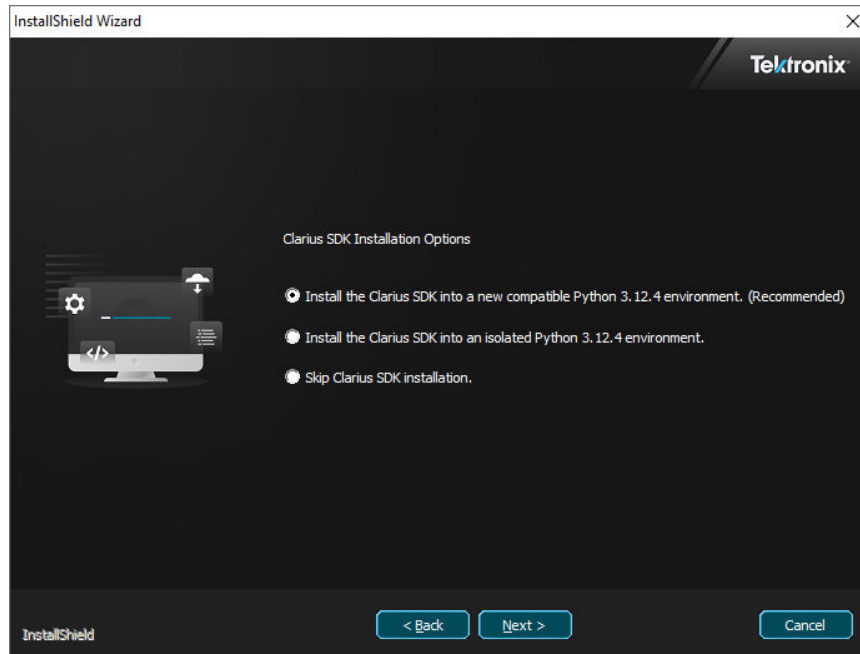 InstallShield Wizard
Tektronix
Clarius SDK Installation Options
Install the Clarius SDK into a new compatible Python 3.12.4 environment. (Recommended)
Install the Clarius SDK into an isolated Python 3.12.4 environment.
Skip Clarius SDK installation.
</>
InstallShield
< Back
Next >
Cancel